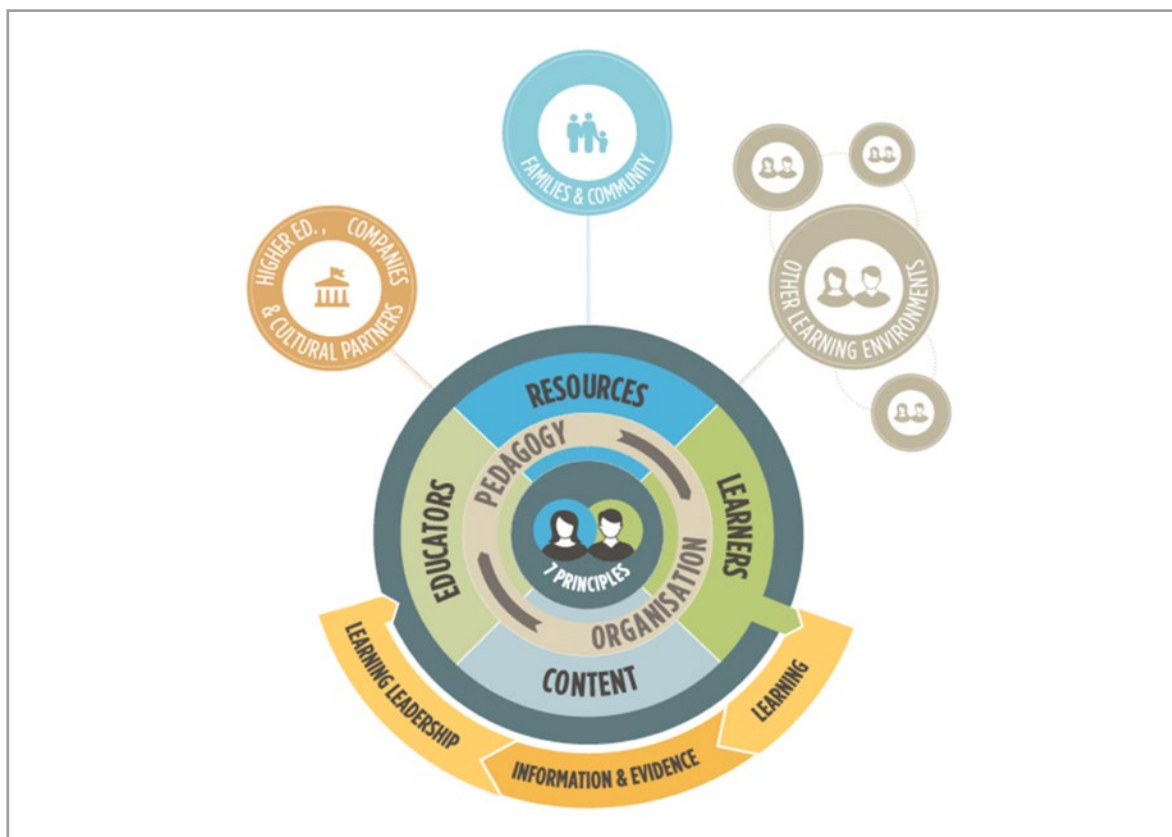 FAMILIES & COMMUNITY
HIGHER ED., COMPANIES
& CULTURAL PARTNERS
OTHER LEARNING ENVIRONMENTS
RESOURCES
PEDAGOGY
EDUCATORS
LEARNERS
7 PRINCIPLES
ORGANISATION
CONTENT
LEARNING LEADERSHIP
INFORMATION & EVIDENCE
LEARNING